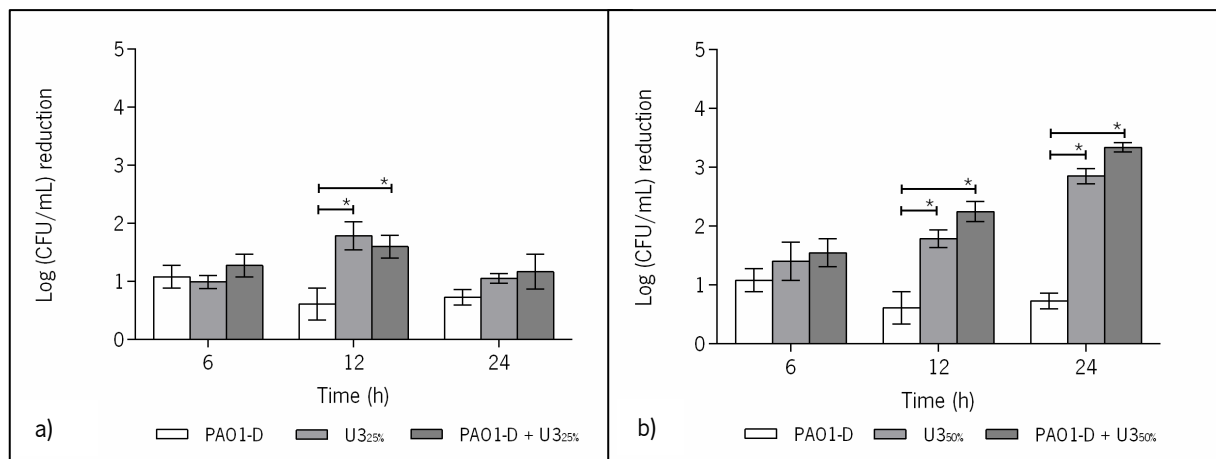 Log (CFU/mL) reduction
5
4
3
2
1
0
* *
6 12 24
Time (h)
a)
PAO1-D U325% PAO1-D + U325%
Log (CFU/mL) reduction
5
4
3
2
1
0
* *
* *
6 12 24
Time (h)
b)
PAO1-D U350% PAO1-D + U350%